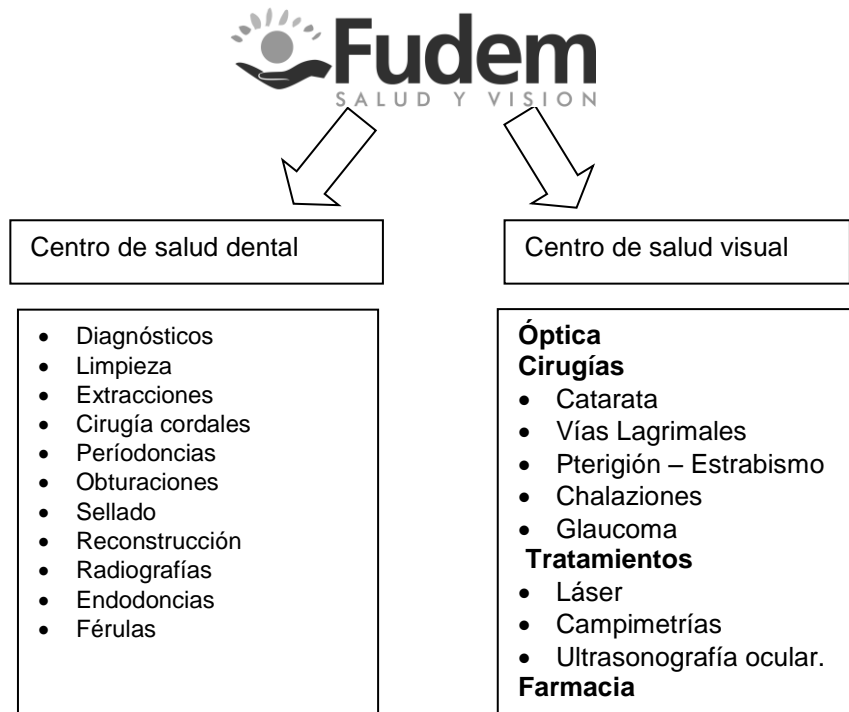 Fudem
SALUD Y VISION
Centro de salud dental
• Diagnósticos
• Limpieza
• Extracciones
• Cirugía cordales
• Períodoncias
• Obturaciones
• Sellado
• Reconstrucción
• Radiografías
• Endodoncias
• Férulas
Centro de salud visual
Óptica
Cirugías
• Catarata
• Vías Lagrimales
• Pterigión – Estrabismo
• Chalaziones
• Glaucoma
Tratamientos
• Láser
• Campimetrías
• Ultrasonografía ocular.
Farmacia